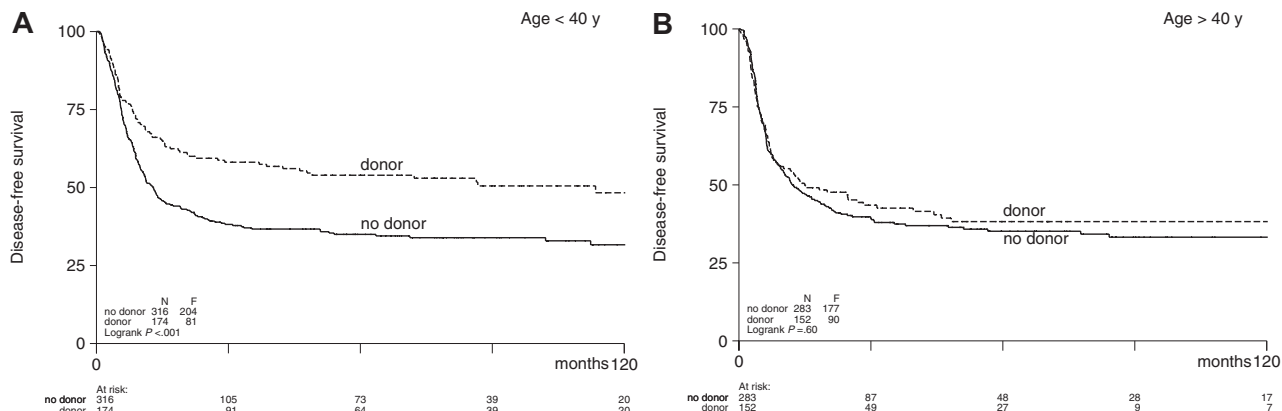 A
Age < 40 y
100
75
50
25
0
Disease-free survival
donor
no donor
N F
no donor 316 204
donor 174 81
Logrank P <.001
0
months 120
At risk:
no donor 316 105 73 39 20
donor 174 91 64 39 20
B
Age > 40 y
100
75
50
25
0
Disease-free survival
donor
no donor
N F
no donor 283 177
donor 152 90
Logrank P =.60
0
months 120
At risk:
no donor 283 87 48 28 17
donor 152 49 27 9 7